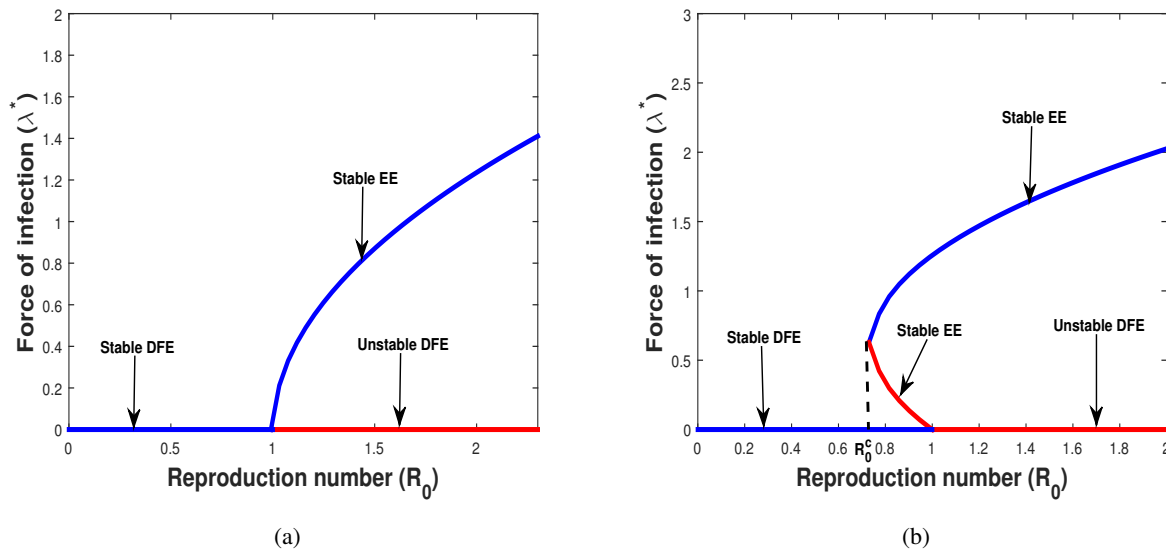 2
1.8
1.6
1.4
1.2
1
0.8
0.6
0.4
0.2
0
Force of infection (λ*)
Stable EE
Stable DFE
Unstable DFE
0 0.5 1 1.5 2
Reproduction number (R0)
(a)
3
2.5
2
1.5
1
0.5
0
Force of infection (λ*)
Stable EE
Stable EE
Stable DFE
Unstable DFE
0 0.2 0.4 0.6 R0c 0.8 1 1.2 1.4 1.6 1.8 2
Reproduction number (R0)
(b)